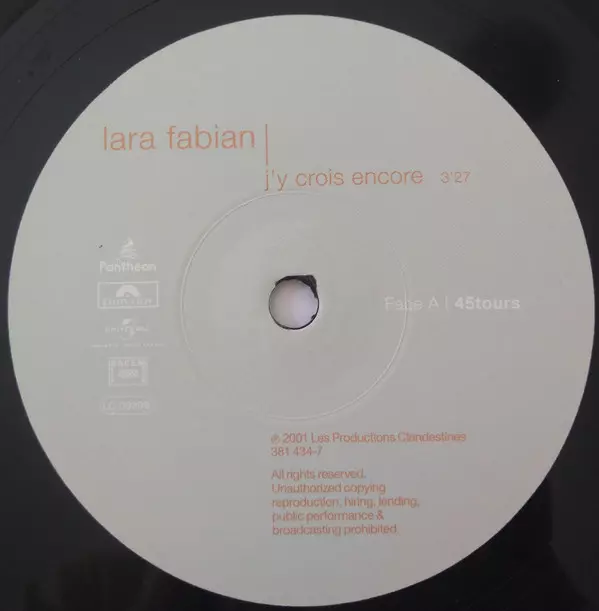 lara fabian|
j'y crois encore 3'27
Panthéon
Face A | 45tours
℗ 2001 Les Productions Clandestines
381 434-7
All rights reserved.
Unauthorized copying
reproduction, hiring, lending,
public performance &
broadcasting prohibited